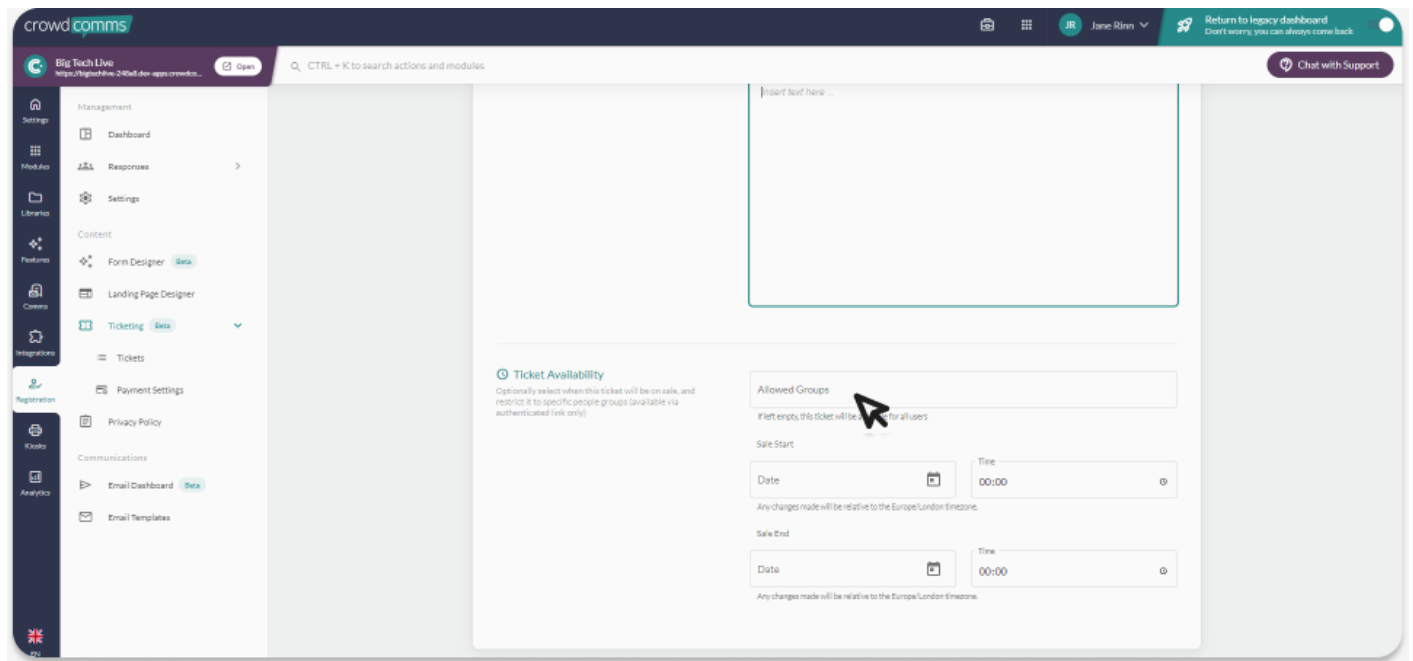 crowdcomms
Jane Rinn
Return to legacy dashboard
Don't worry, you can always come back
JR
Big Tech Live
Open
CTRL + K to search actions and modules
Chat with Support
Settings
Modules
Libraries
Features
Comms
Integrations
Registration
Kiosks
Analytics
EN
Management
Dashboard
Responses
Settings
Content
Form Designer Beta
Landing Page Designer
Ticketing Beta
Tickets
Payment Settings
Privacy Policy
Communications
Email Dashboard Beta
Email Templates
Insert text here ...
Ticket Availability
Optionally select when this ticket will be on sale, and
restrict it to specific people groups (available via
authenticated link only)
Allowed Groups
If left empty, this ticket will be for all users
Sale Start
Date
Time
00:00
Any changes made will be relative to the Europe/London timezone.
Sale End
Date
Time
00:00
Any changes made will be relative to the Europe/London timezone.